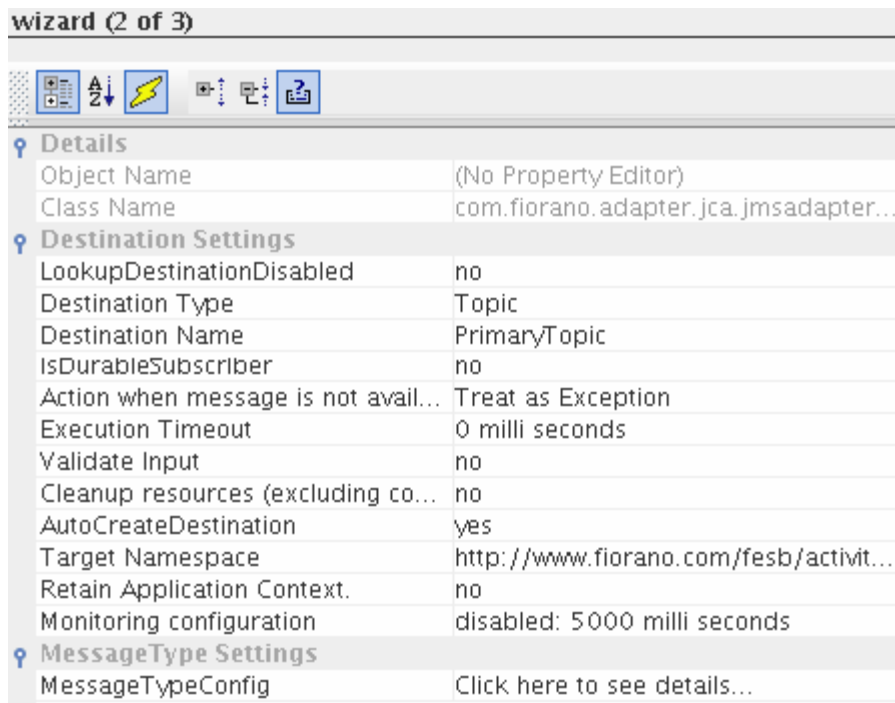 wizard (2 of 3)
Details
Object Name (No Property Editor)
Class Name com.fiorano.adapter.jca.jmsadapter...
Destination Settings
LookupDestinationDisabled no
Destination Type Topic
Destination Name PrimaryTopic
IsDurableSubscriber no
Action when message is not avail... Treat as Exception
Execution Timeout 0 milli seconds
Validate Input no
Cleanup resources (excluding co... no
AutoCreateDestination yes
Target Namespace http://www.fiorano.com/fesb/activit...
Retain Application Context. no
Monitoring configuration disabled: 5000 milli seconds
MessageType Settings
MessageTypeConfig Click here to see details...